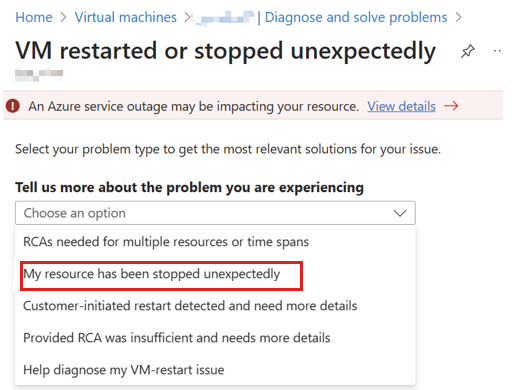 Home > Virtual machines > | Diagnose and solve problems >
VM restarted or stopped unexpectedly
An Azure service outage may be impacting your resource. View details →
Select your problem type to get the most relevant solutions for your issue.
Tell us more about the problem you are experiencing
Choose an option
RCAs needed for multiple resources or time spans
My resource has been stopped unexpectedly
Customer-initiated restart detected and need more details
Provided RCA was insufficient and needs more details
Help diagnose my VM-restart issue